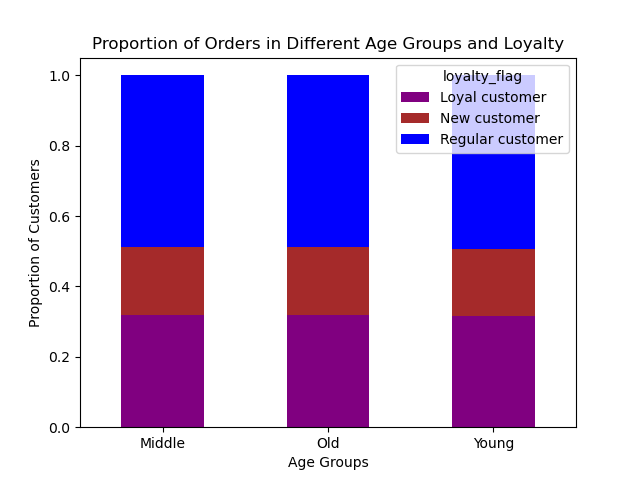 Proportion of Orders in Different Age Groups and Loyalty
loyalty_flag
Loyal customer
New customer
Regular customer
Proportion of Customers
1.0
0.8
0.6
0.4
0.2
0.0
Middle Old Young
Age Groups